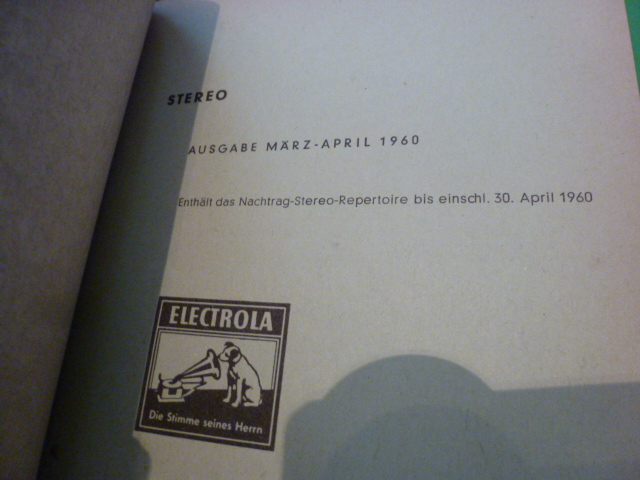 STEREO
AUSGABE MÄRZ-APRIL 1960
Enthält das Nachtrag-Stereo-Repertoire bis einschl. 30. April 1960
ELECTROLA
Die Stimme seines Herrn